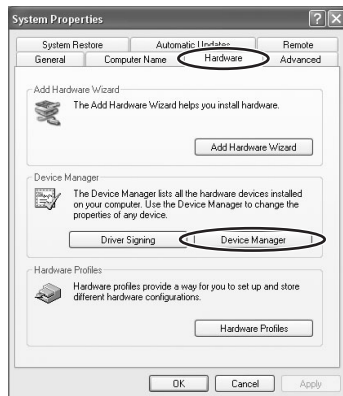 System Properties
System Restore Automatic Updates Remote
General Computer Name Hardware Advanced
Add Hardware Wizard
The Add Hardware Wizard helps you install hardware.
Add Hardware Wizard
Device Manager
The Device Manager lists all the hardware devices installed
on your computer. Use the Device Manager to change the
properties of any device.
Driver Signing Device Manager
Hardware Profiles
Hardware profiles provide a way for you to set up and store
different hardware configurations.
Hardware Profiles
OK Cancel Apply